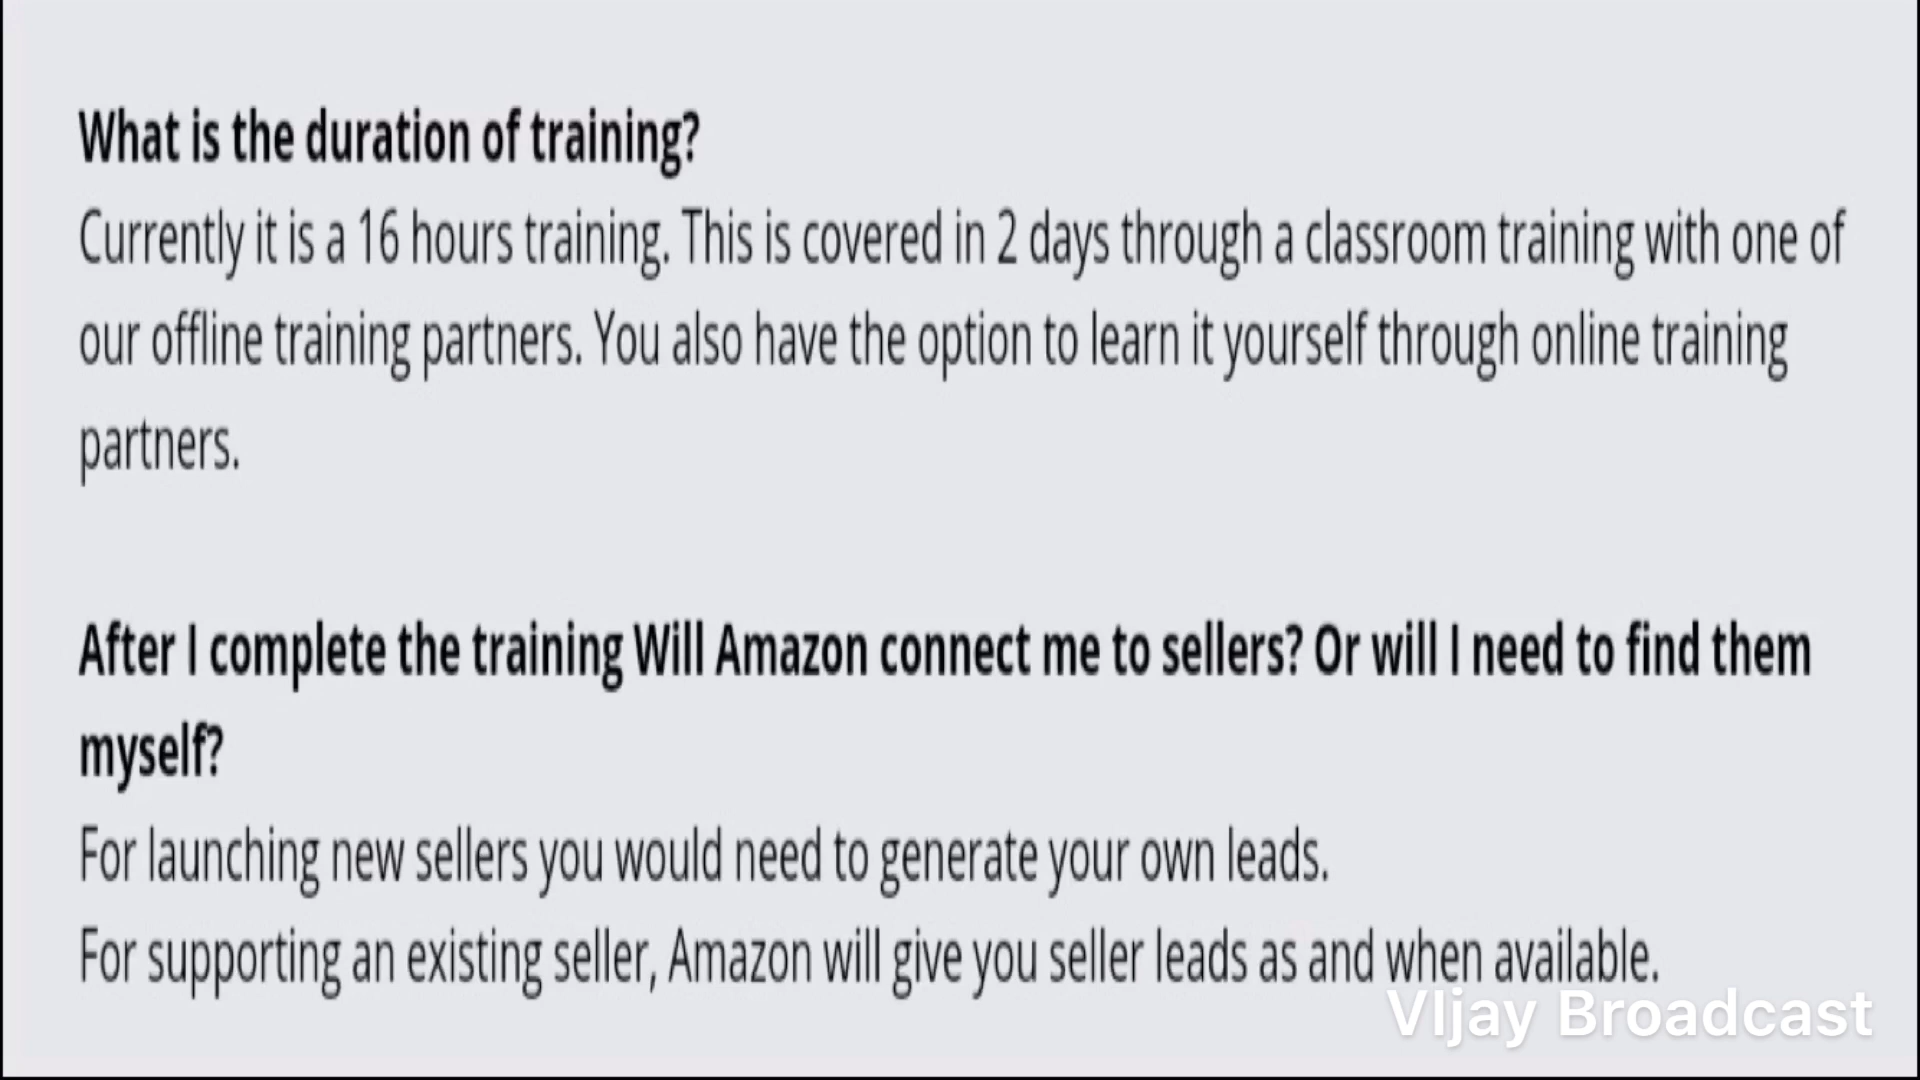 What is the duration of training?
Currently it is a 16 hours training. This is covered in 2 days through a classroom training with one of
our offline training partners. You also have the option to learn it yourself through online training
partners.
After I complete the training Will Amazon connect me to sellers? Or will I need to find them
myself?
For launching new sellers you would need to generate your own leads.
For supporting an existing seller, Amazon will give you seller leads as and when available.
VIjay Broadcast